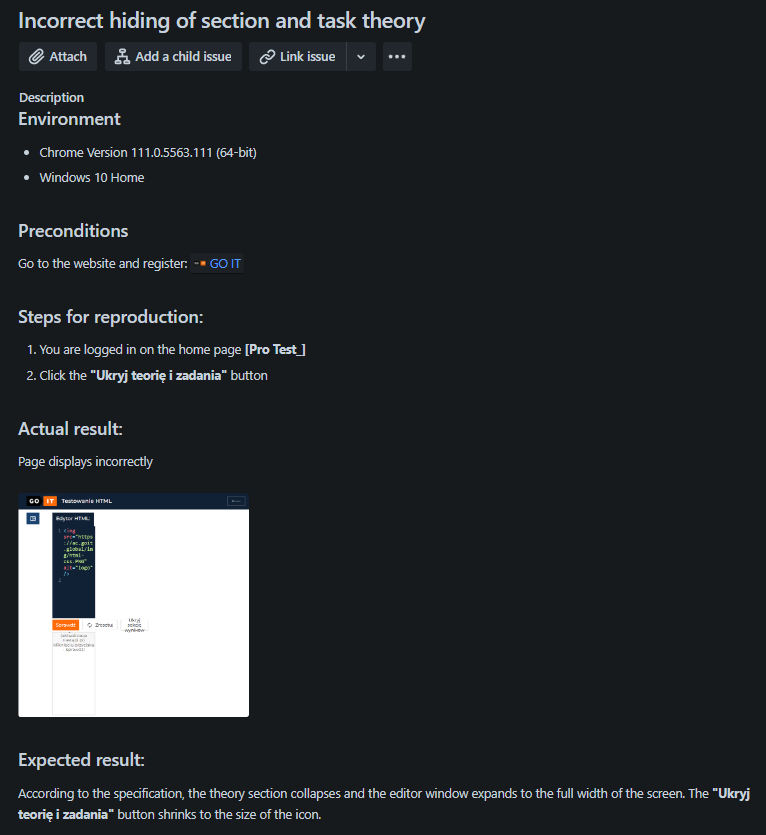 Incorrect hiding of section and task theory
Attach
Add a child issue
Link issue
Description
Environment
• Chrome Version 111.0.5563.111 (64-bit)
• Windows 10 Home
Preconditions
Go to the website and register: GO IT
Steps for reproduction:
1. You are logged in on the home page [Pro Test_]
2. Click the "Ukryj teorię i zadania" button
Actual result:
Page displays incorrectly
GO IT Testowanie HTML
Edytor HTML
1 <img
src="https
://ac.goit
.global/im
g/html-
css.PNG"
alt="logo"
/>
2
Sprawdź
Zresetuj
Ukryj
sekcję
wyników
Expected result:
According to the specification, the theory section collapses and the editor window expands to the full width of the screen. The "Ukryj
teorię i zadania" button shrinks to the size of the icon.